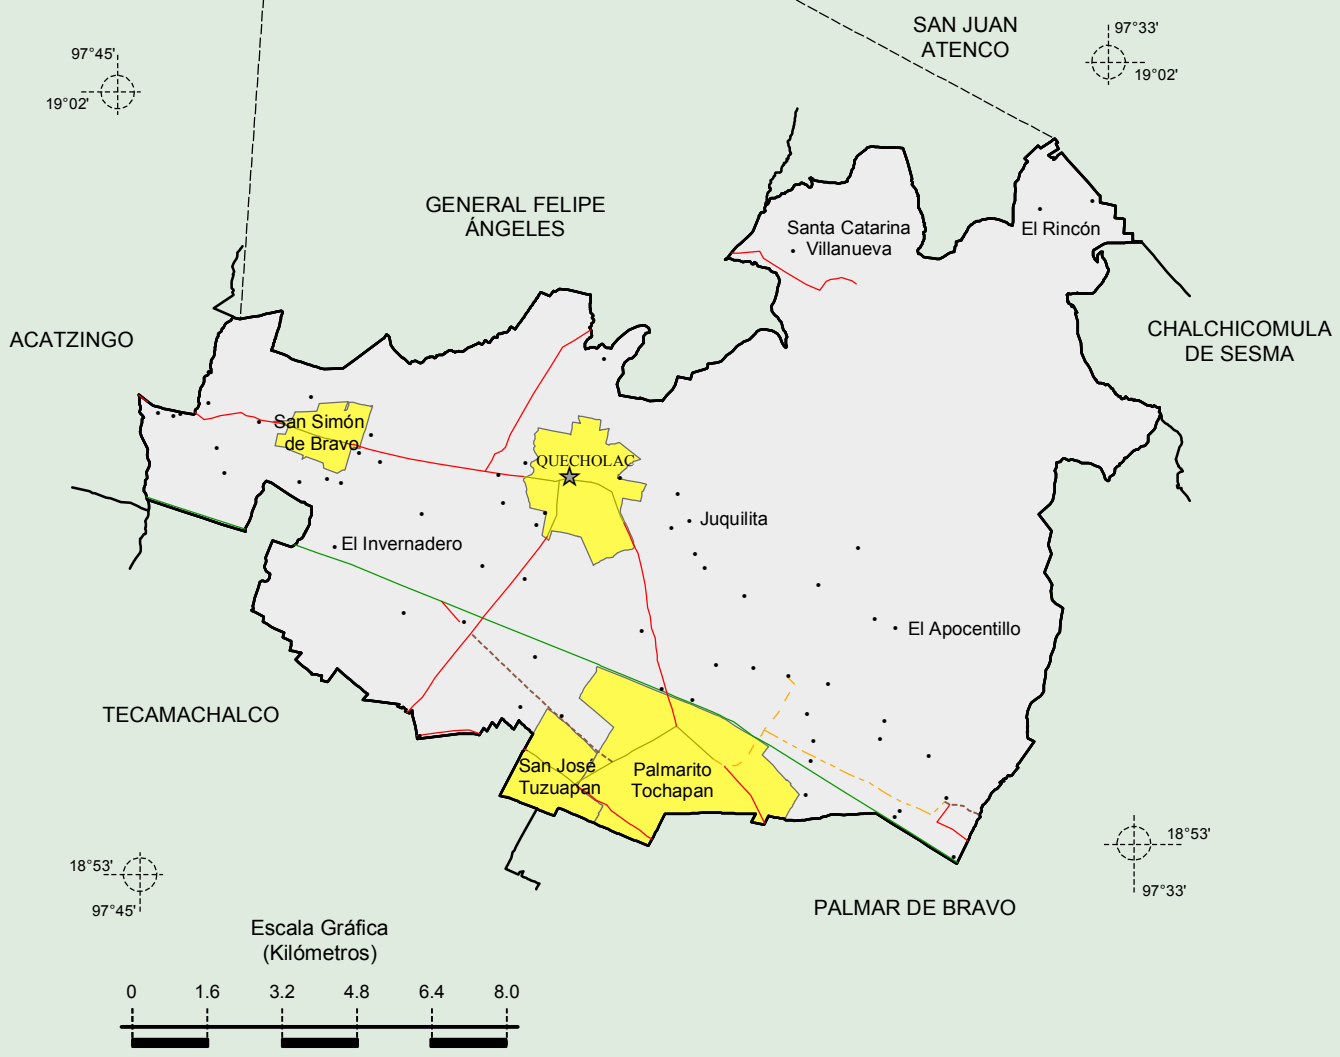 SAN JUAN
ATENCO
97°45'
19°02'
97°33'
19°02'
GENERAL FELIPE
ÁNGELES
Santa Catarina
Villanueva
El Rincón
ACATZINGO
CHALCHICOMULA
DE SESMA
San Simón
de Bravo
QUECHOLAC
Juquilita
El Invernadero
El Apocentillo
TECAMACHALCO
San José
Tuzuapan
Palmarito
Tochapan
18°53'
97°45'
18°53'
97°33'
PALMAR DE BRAVO
Escala Gráfica
(Kilómetros)
0 1.6 3.2 4.8 6.4 8.0